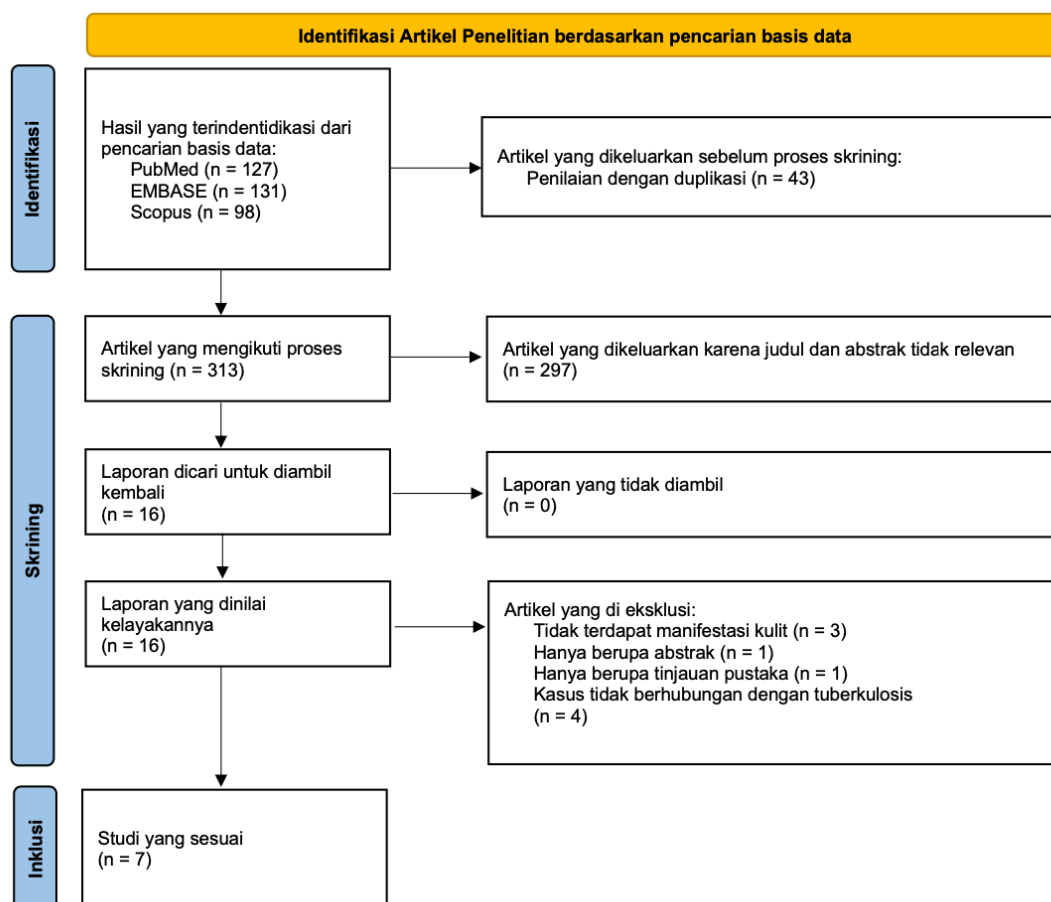 Identifikasi Artikel Penelitian berdasarkan pencarian basis data
Identifikasi
Hasil yang terindentidikasi dari
pencarian basis data:
PubMed (n = 127)
EMBASE (n = 131)
Scopus (n = 98)
Artikel yang dikeluarkan sebelum proses skrining:
Penilaian dengan duplikasi (n = 43)
Skrining
Artikel yang mengikuti proses
skrining (n = 313)
Artikel yang dikeluarkan karena judul dan abstrak tidak relevan
(n = 297)
Laporan dicari untuk diambil
kembali
(n = 16)
Laporan yang tidak diambil
(n = 0)
Laporan yang dinilai
kelayakannya
(n = 16)
Artikel yang di eksklusi:
Tidak terdapat manifestasi kulit (n = 3)
Hanya berupa abstrak (n = 1)
Hanya berupa tinjauan pustaka (n = 1)
Kasus tidak berhubungan dengan tuberkulosis
(n = 4)
Inklusi
Studi yang sesuai
(n = 7)